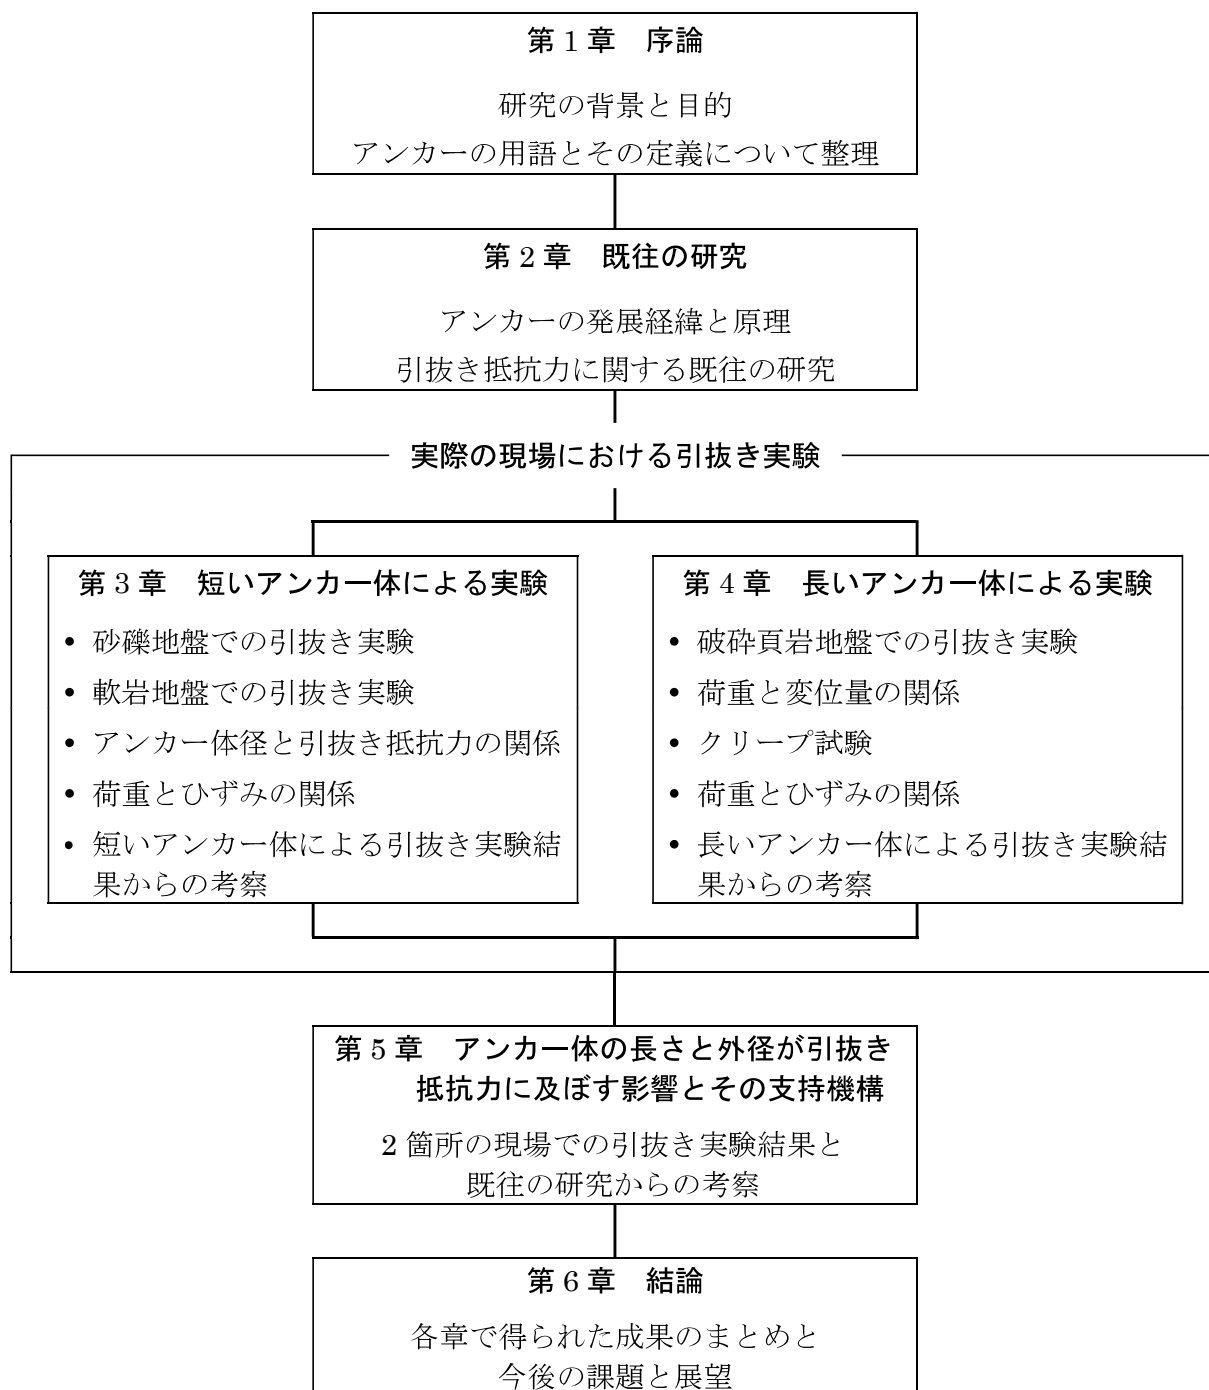 第 1 章　序論
研究の背景と目的
アンカーの用語とその定義について整理
第 2 章　既往の研究
アンカーの発展経緯と原理
引抜き抵抗力に関する既往の研究
実際の現場における引抜き実験
第 3 章　短いアンカー体による実験
• 砂礫地盤での引抜き実験
• 軟岩地盤での引抜き実験
• アンカー体径と引抜き抵抗力の関係
• 荷重とひずみの関係
• 短いアンカー体による引抜き実験結
果からの考察
第 4 章　長いアンカー体による実験
• 破砕頁岩地盤での引抜き実験
• 荷重と変位量の関係
• クリープ試験
• 荷重とひずみの関係
• 長いアンカー体による引抜き実験結
果からの考察
第 5 章　アンカー体の長さと外径が引抜き
抵抗力に及ぼす影響とその支持機構
2 箇所の現場での引抜き実験結果と
既往の研究からの考察
第 6 章　結論
各章で得られた成果のまとめと
今後の課題と展望